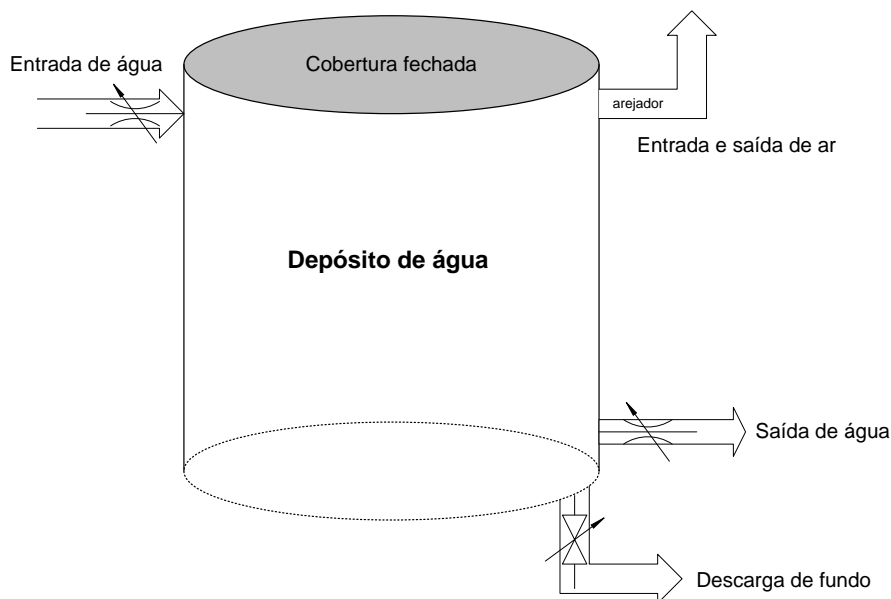 Entrada de água
Cobertura fechada
arejador
Entrada e saída de ar
Depósito de água
Saída de água
Descarga de fundo